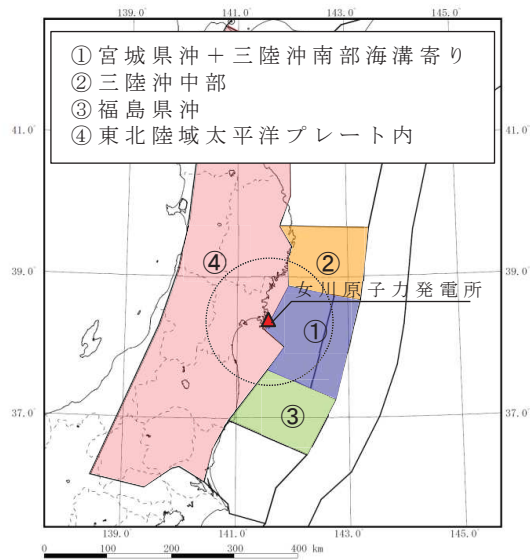 139.0° 141.0° 143.0° 145.0°
①宮城県沖＋三陸沖南部海溝寄り
②三陸沖中部
③福島県沖
④東北陸域太平洋プレート内
41.0° 41.0°
39.0° ④ ② 39.0°
女川原子力発電所
①
37.0° ③ 37.0°
139.0° 141.0° 143.0° 145.0°
0 100 200 300 400 km